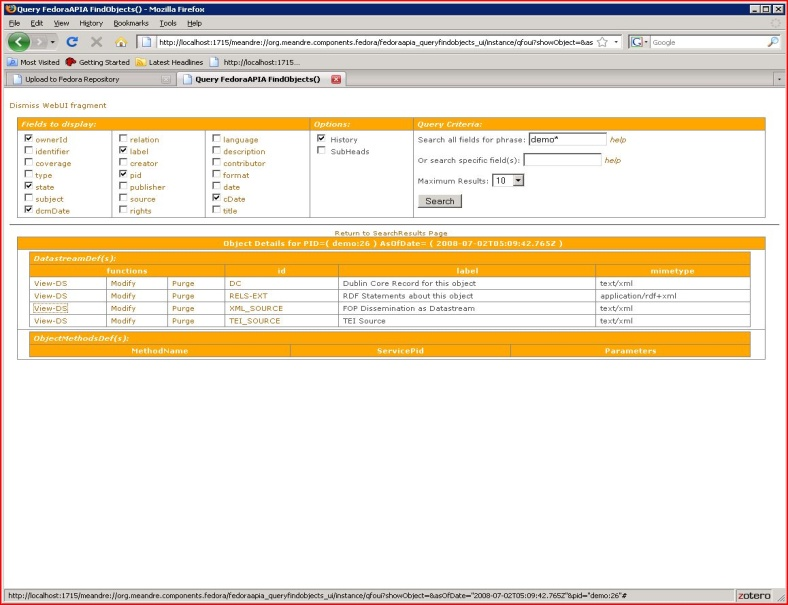 Query FedoraAPIA FindObjects() - Mozilla Firefox
File Edit View History Bookmarks Tools Help
http://localhost:1715/meandre://org.meandre.components.fedora/fedoraapia_queryfindobjects_ui/instance/qfoui?showObject=&as
Google
Most Visited Getting Started Latest Headlines http://localhost:1715...
Upload to Fedora Repository Query FedoraAPIA FindObjects()
Dismiss WebUI fragment
Fields to display: Options: Query Criteria:
ownerId relation language History Search all fields for phrase: demo* help
identifier label description SubHeads
coverage creator contributor Or search specific field(s): help
type pid format
state publisher date Maximum Results: 10
subject source cDate
dcmDate rights title Search
Return to SearchResults Page
Object Details for PID=( demo:26 ) AsOfDate= ( 2008-07-02T05:09:42.765Z )
DatastreamDef(s):
functions id label mimetype
View-DS Modify Purge DC Dublin Core Record for this object text/xml
View-DS Modify Purge RELS-EXT RDF Statements about this object application/rdf+xml
View-DS Modify Purge XML_SOURCE FOP Dissemination as Datastream text/xml
View-DS Modify Purge TEI_SOURCE TEI Source text/xml
ObjectMethodsDef(s):
MethodName ServicePid Parameters
http://localhost:1715/meandre://org.meandre.components.fedora/fedoraapia_queryfindobjects_ui/instance/qfoui?showObject=&asOfDate="2008-07-02T05:09:42.765Z"&pid="demo:26"# zotero